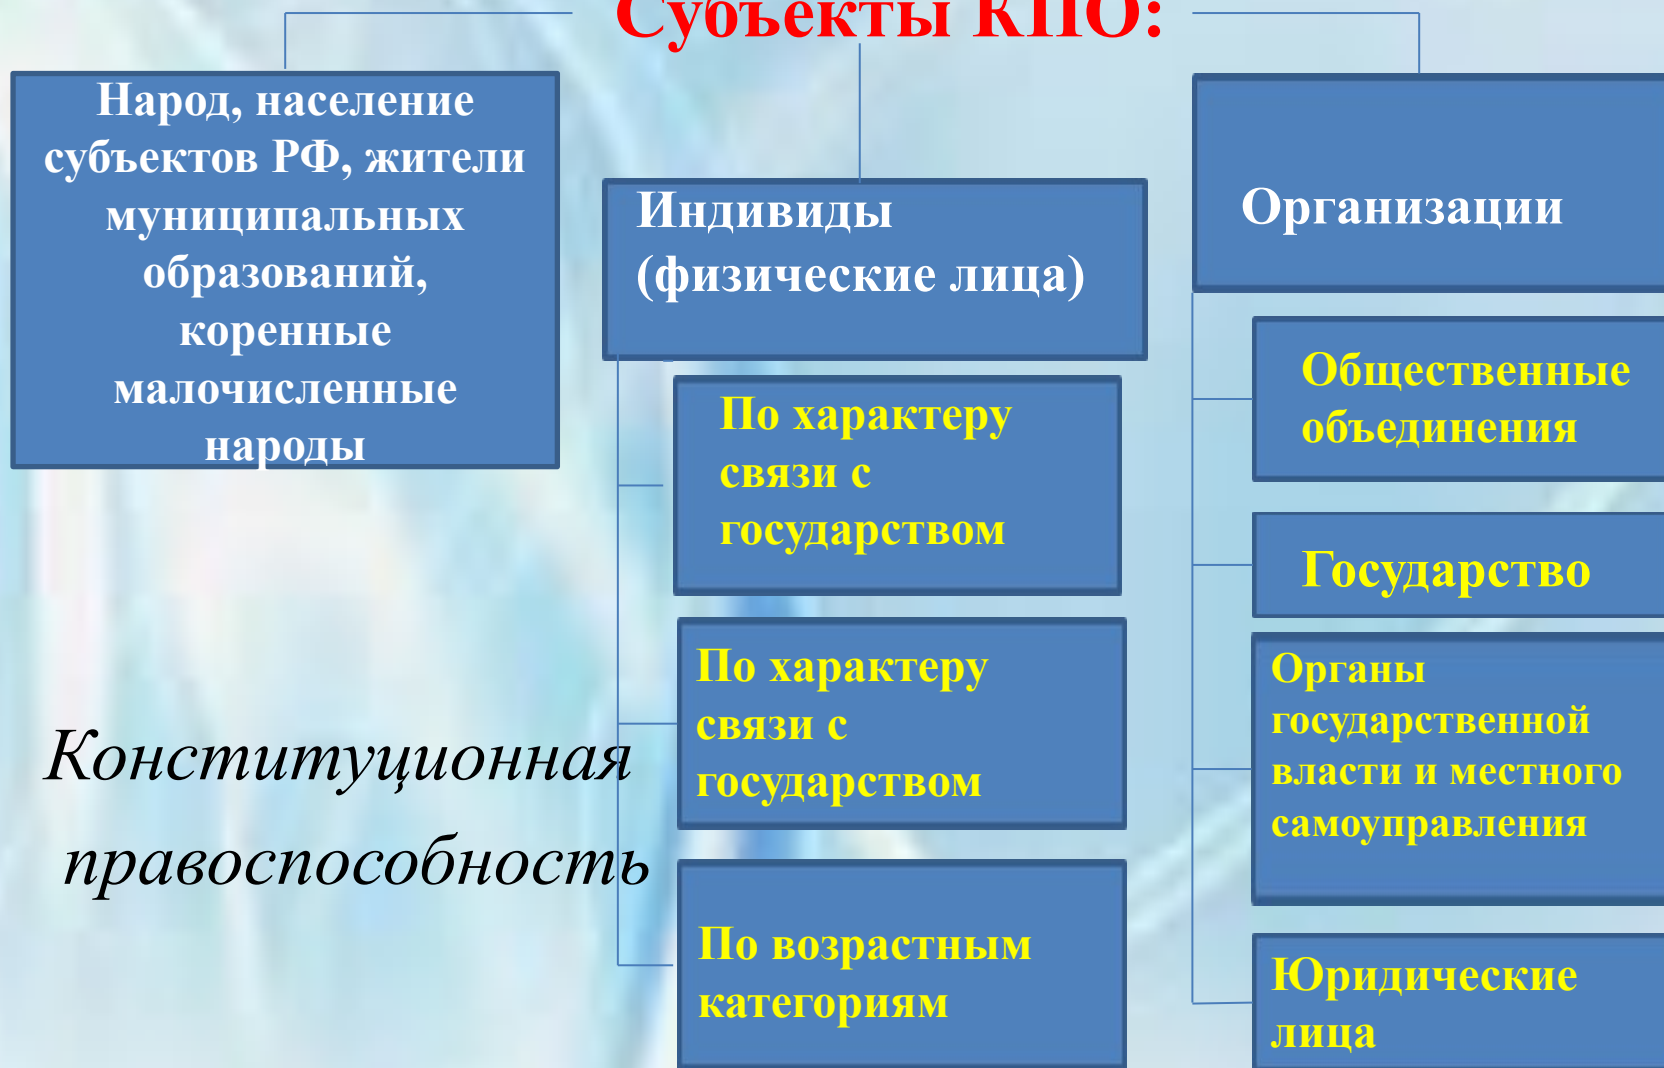 Субъекты КПО:
Народ, население
субъектов РФ, жители
муниципальных
образований,
коренные
малочисленные
народы
Индивиды
(физические лица)
По характеру
связи с
государством
По характеру
связи с
государством
По возрастным
категориям
Организации
Общественные
объединения
Государство
Органы
государственной
власти и местного
самоуправления
Юридические
лица
Конституционная
правоспособность